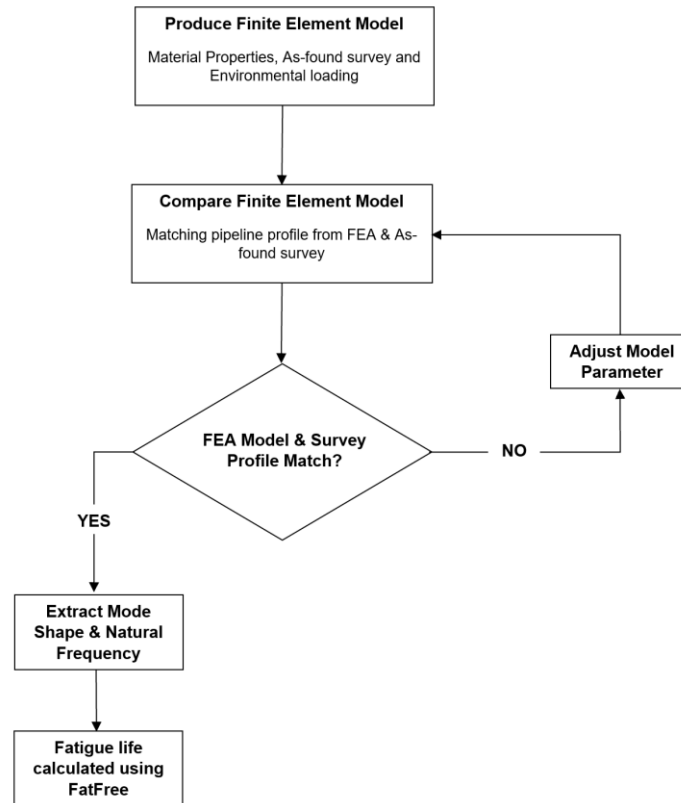 Produce Finite Element Model
Material Properties, As-found survey and
Environmental loading
Compare Finite Element Model
Matching pipeline profile from FEA & As-
found survey
Adjust Model
Parameter
FEA Model & Survey
Profile Match?
NO
YES
Extract Mode
Shape & Natural
Frequency
Fatigue life
calculated using
FatFree